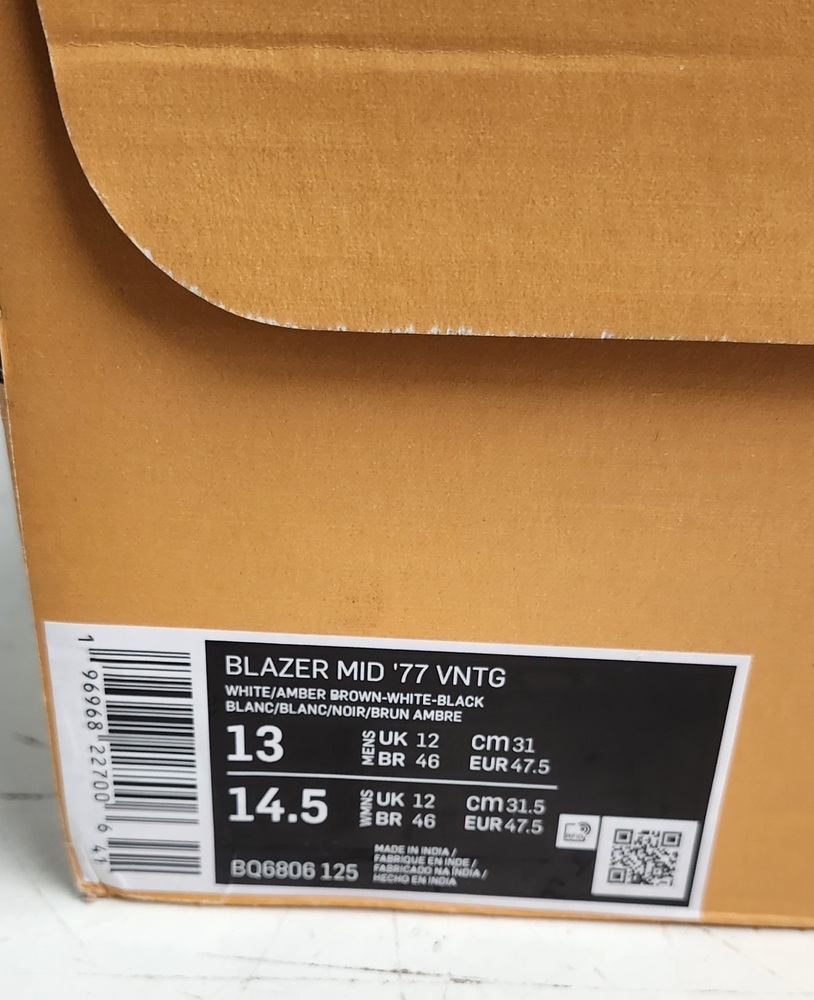 BLAZER MID '77 VNTG
WHITE/AMBER BROWN-WHITE-BLACK
BLANC/BLANC/NOIR/BRUN AMBRE
13 MENS UK 12 cm 31
BR 46 EUR 47.5
14.5 WMNS UK 12 cm 31.5
BR 46 EUR 47.5
BQ6806 125
MADE IN INDIA /
FABRIQUE EN INDE /
FABRICADO NA ÍNDIA /
HECHO EN INDIA
RFID
1 96968 22700 6 41